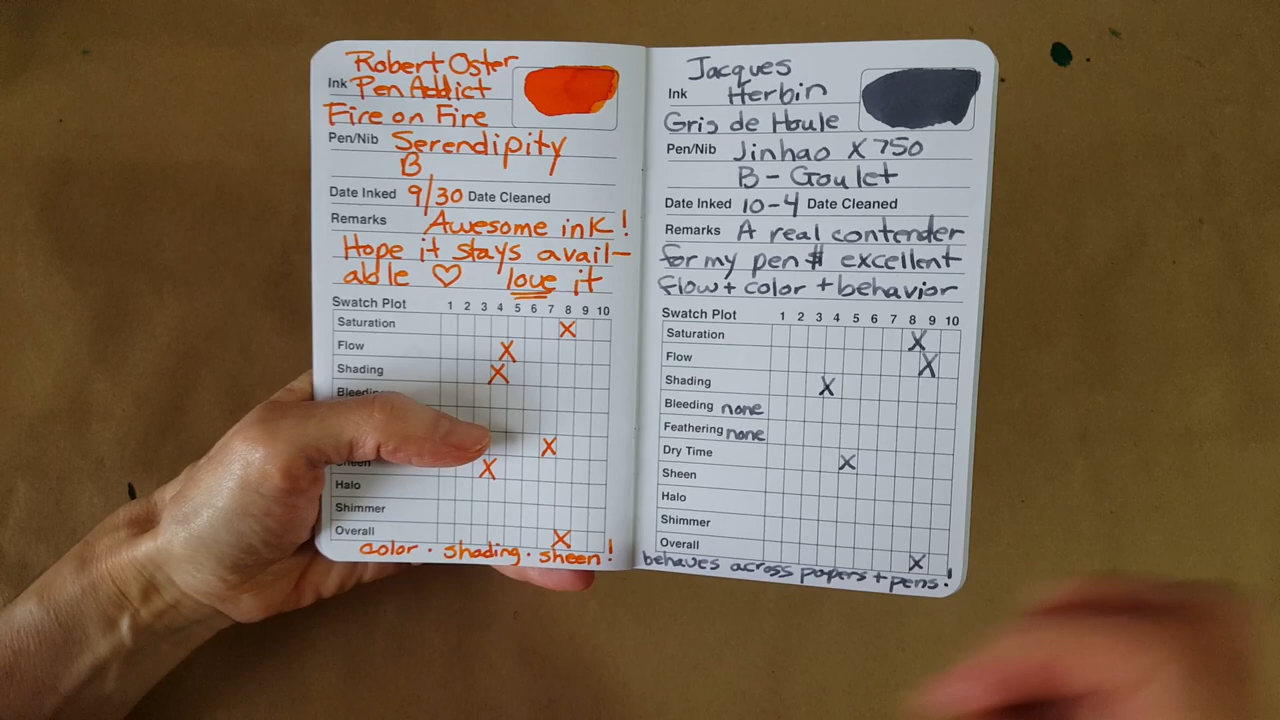 Robert Oster
Ink Pen Addict
Fire on Fire
Pen/Nib Serendipity
B
Date Inked 9/30 Date Cleaned
Remarks Awesome ink!
Hope it stays avail-
able ♡ love it
Swatch Plot 1 2 3 4 5 6 7 8 9 10
Saturation X
Flow X
Shading X
X
X
Halo
Shimmer
Overall X
color · shading · sheen!
Jacques
Ink Herbin
Gris de Houle
Pen/Nib Jinhao X750
B - Goulet
Date Inked 10-4 Date Cleaned
Remarks A real contender
for my pen # excellent
flow + color + behavior
Swatch Plot 1 2 3 4 5 6 7 8 9 10
Saturation X
Flow X
Shading X
Bleeding none
Feathering none
Dry Time X
Sheen
Halo
Shimmer
Overall X
behaves across papers + pens!